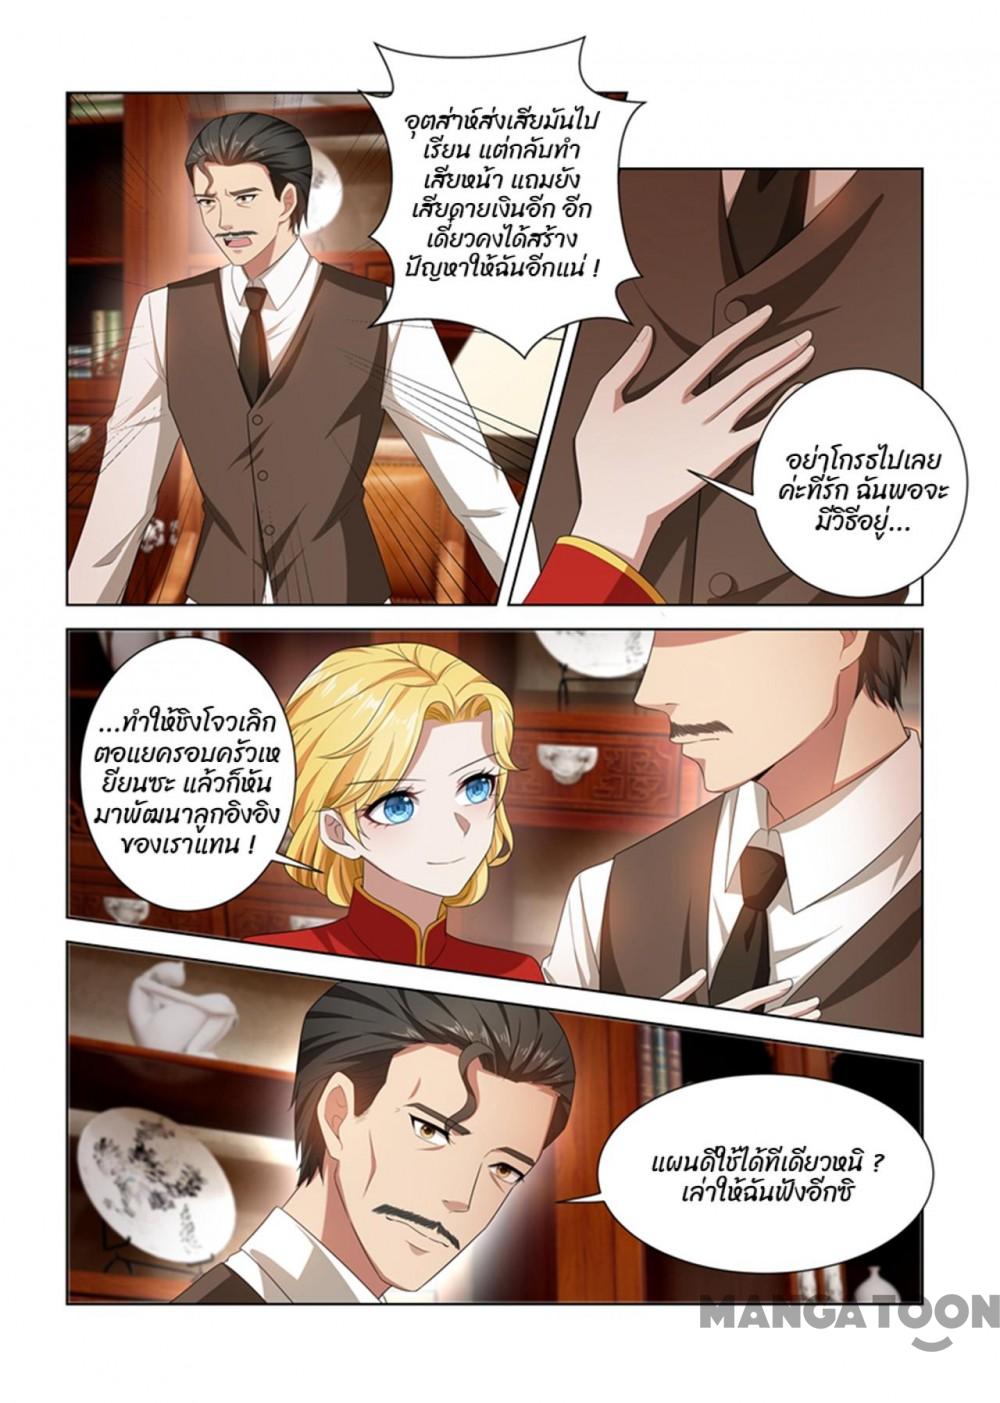 อุตส่าห์ส่งเสียมันไป
เรียน แต่กลับทำ
เสียหน้า แถมยัง
เสียดายเงินอีก อีก
เดี๋ยวคงได้สร้าง
ปัญหาให้ฉันอีกแน่ !
อย่าโกรธไปเลย
ค่ะที่รัก ฉันพอจะ
มีวิธีอยู่...
...ทำให้ชิงโจวเลิก
ตอแยครอบครัวเห
ยียนซะ แล้วก็หัน
มาพัฒนาลูกอิงอิง
ของเราแทน !
แผนดีใช้ได้ทีเดียวหนิ ?
เล่าให้ฉันฟังอีกซิ
MANGATOON